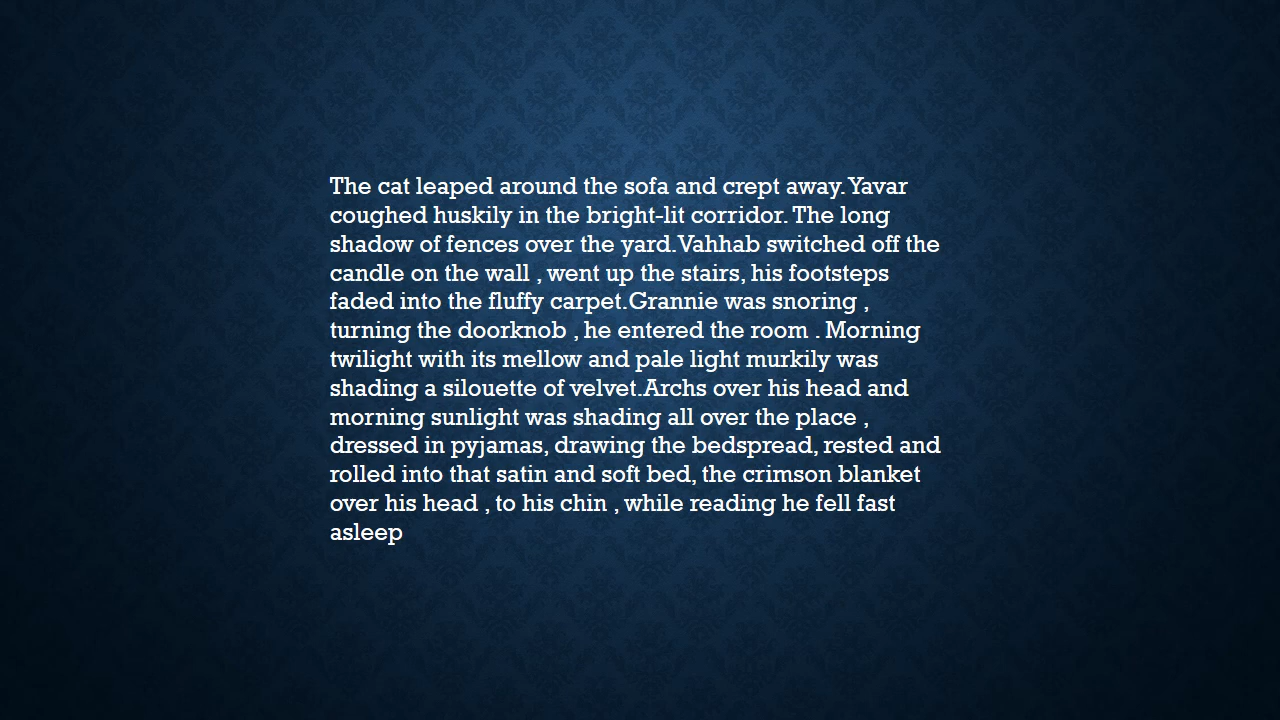 The cat leaped around the sofa and crept away.Yavar
coughed huskily in the bright-lit corridor. The long
shadow of fences over the yard.Vahhab switched off the
candle on the wall , went up the stairs, his footsteps
faded into the fluffy carpet.Grannie was snoring ,
turning the doorknob , he entered the room . Morning
twilight with its mellow and pale light murkily was
shading a silouette of velvet.Archs over his head and
morning sunlight was shading all over the place ,
dressed in pyjamas, drawing the bedspread, rested and
rolled into that satin and soft bed, the crimson blanket
over his head , to his chin , while reading he fell fast
asleep